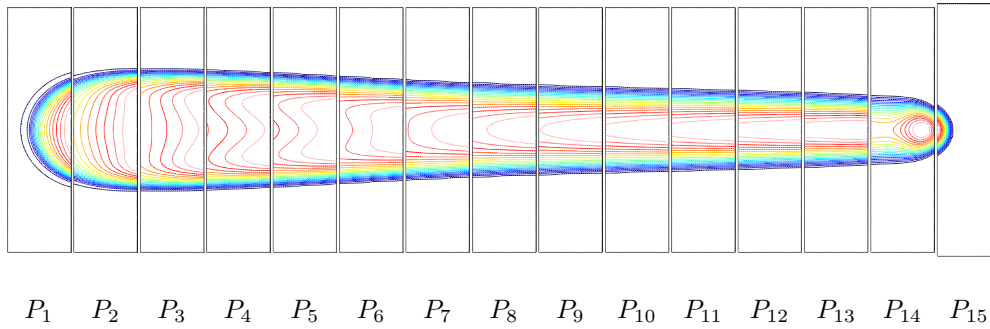 P₁ P₂ P₃ P₄ P₅ P₆ P₇ P₈ P₉ P₁₀ P₁₁ P₁₂ P₁₃ P₁₄ P₁₅